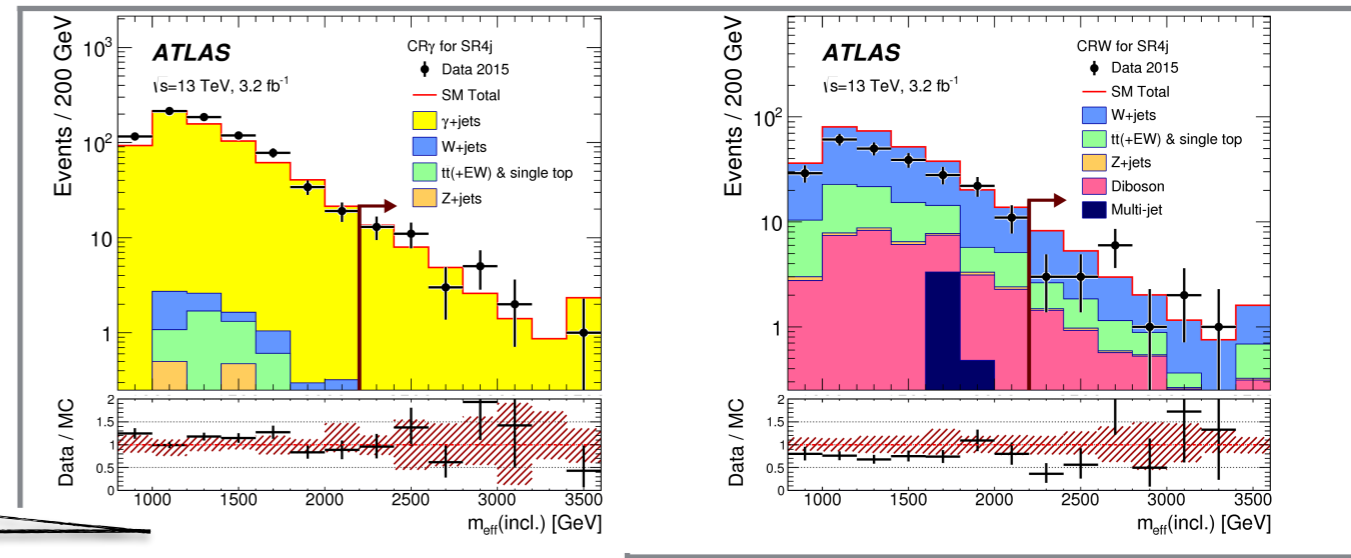 Events / 200 GeV
10³
10²
10
1
ATLAS
√s=13 TeV, 3.2 fb⁻¹
CRγ for SR4j
Data 2015
SM Total
γ+jets
W+jets
tt(+EW) & single top
Z+jets
Data / MC
2
1.5
1
0.5
0
1000 1500 2000 2500 3000 3500
m_eff(incl.) [GeV]
Events / 200 GeV
10²
10
1
ATLAS
√s=13 TeV, 3.2 fb⁻¹
CRW for SR4j
Data 2015
SM Total
W+jets
tt(+EW) & single top
Z+jets
Diboson
Multi-jet
Data / MC
2
1.5
1
0.5
0
1000 1500 2000 2500 3000 3500
m_eff(incl.) [GeV]